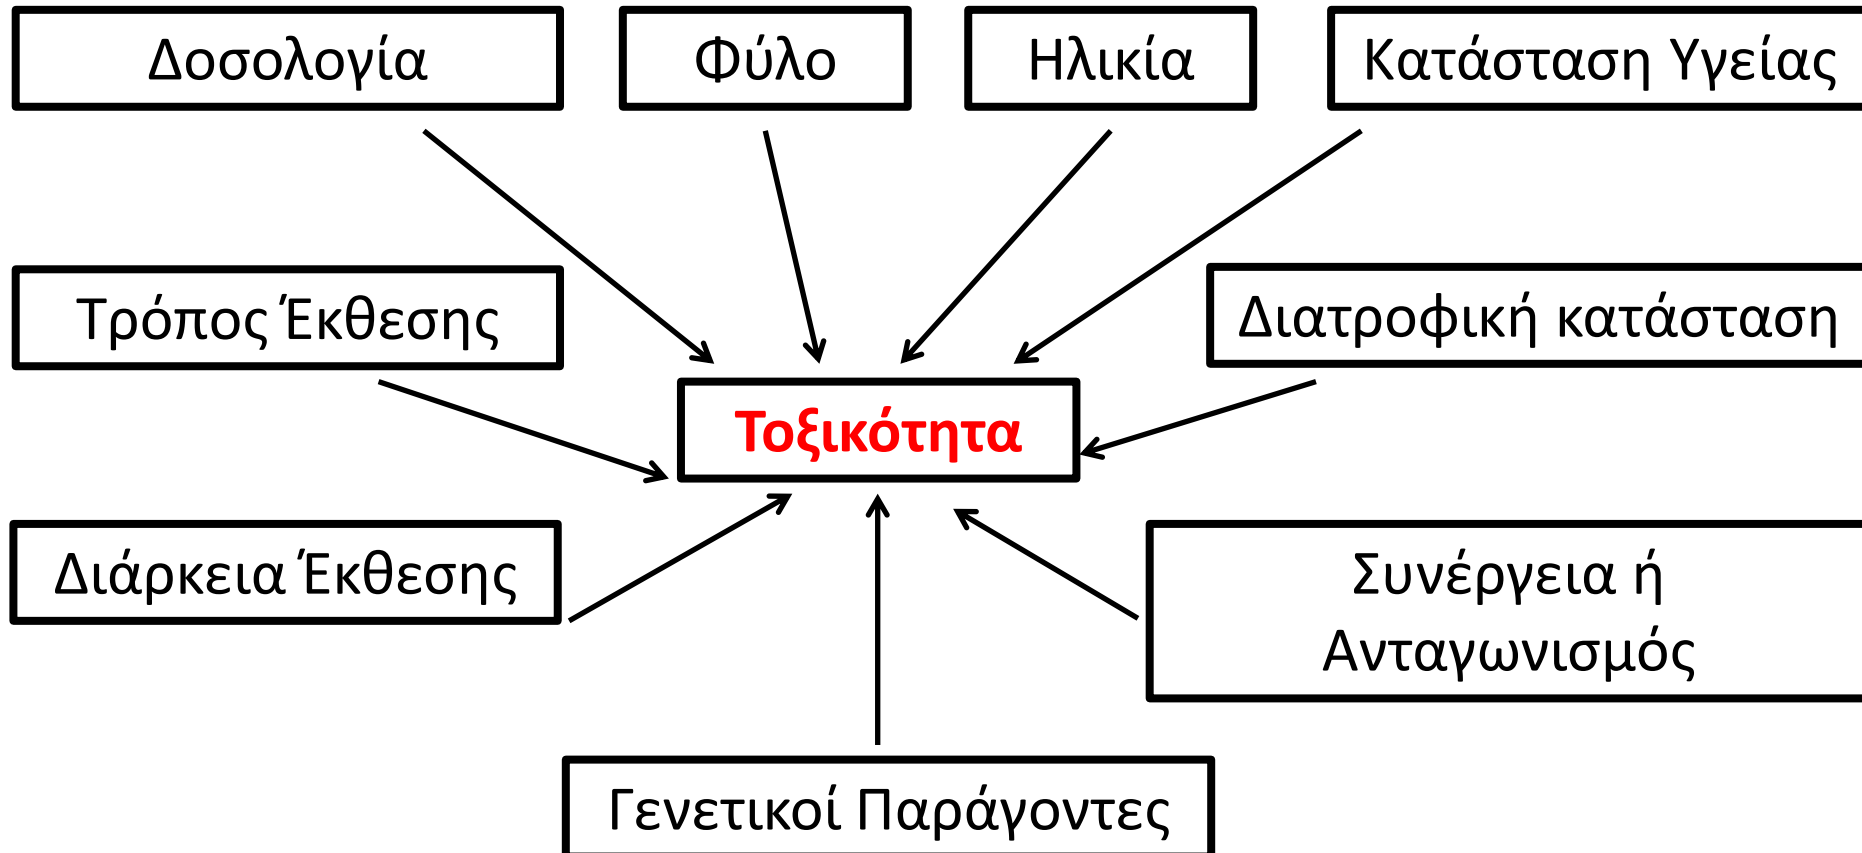 Δοσολογία
Φύλο
Ηλικία
Κατάσταση Υγείας
Τρόπος Έκθεσης
Διατροφική κατάσταση
Τοξικότητα
Διάρκεια Έκθεσης
Συνέργεια ή
Ανταγωνισμός
Γενετικοί Παράγοντες